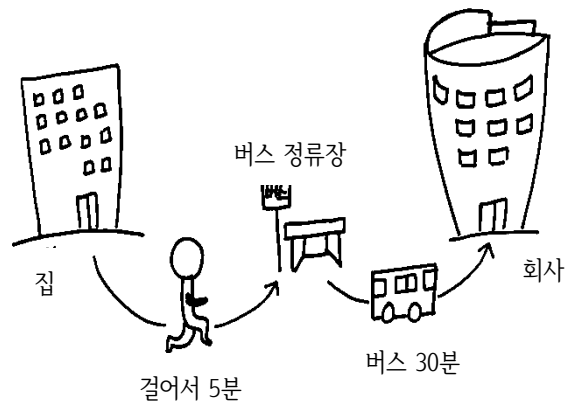 버스 정류장
집
회사
버스 30분
걸어서 5분